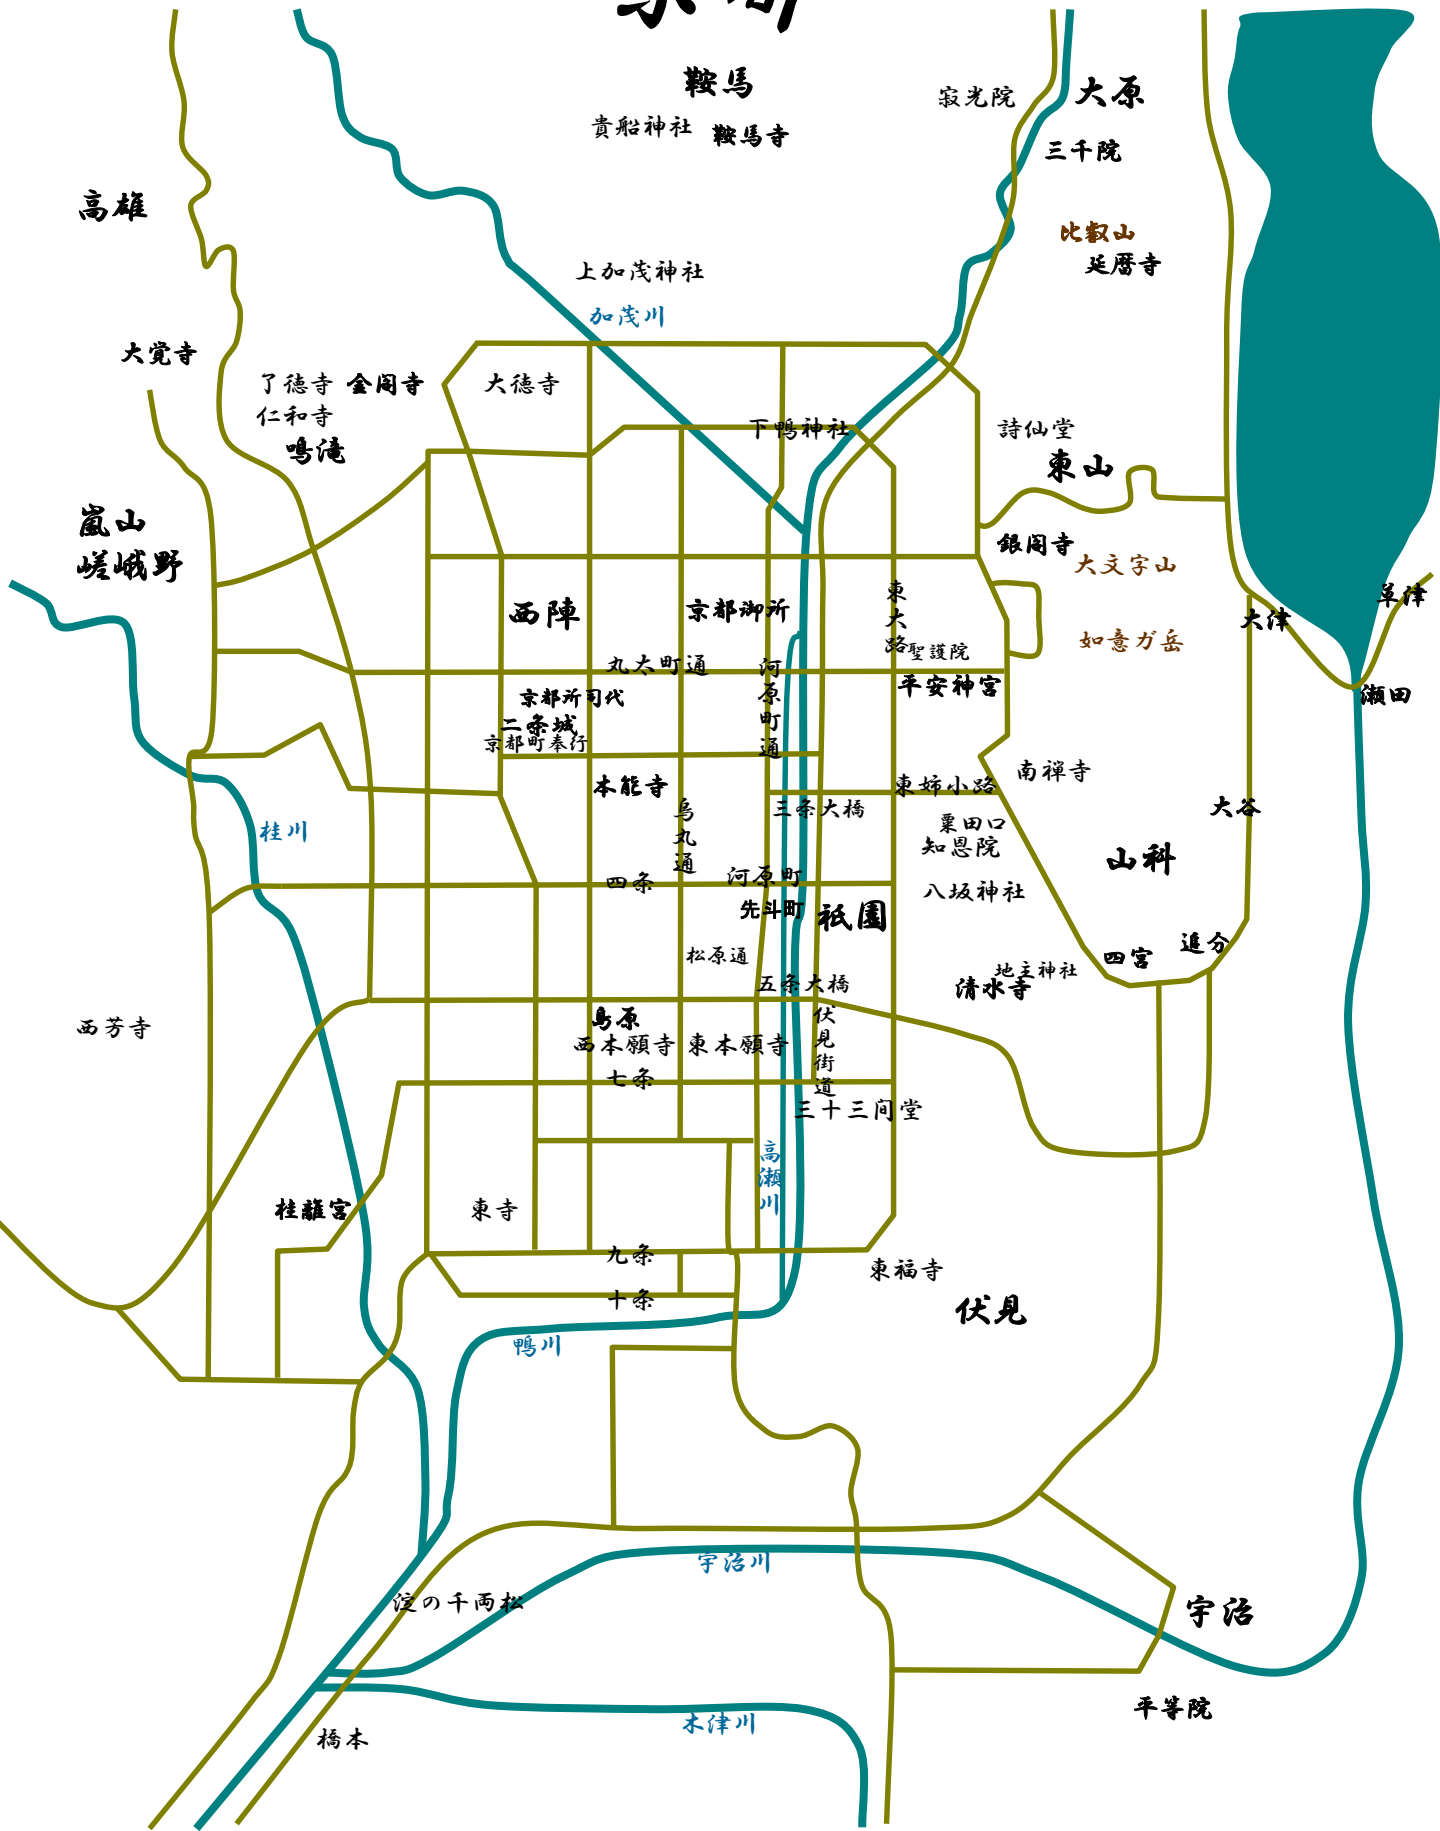 京都
鞍馬
大原
寂光院
貴船神社
鞍馬寺
三千院
高雄
比叡山
延暦寺
上加茂神社
加茂川
大覚寺
了徳寺
金閣寺
大徳寺
仁和寺
鳴滝
下鴨神社
詩仙堂
東山
嵐山
嵯峨野
銀閣寺
大文字山
西陣
京都御所
東大路
草津
大津
如意ガ岳
聖護院
丸太町通
河原町通
平安神宮
京都所司代
瀬田
二条城
京都町奉行
本能寺
東姉小路
南禅寺
烏丸通
三条大橋
大谷
粟田口
知恩院
桂川
山科
四条
河原町
八坂神社
先斗町
祇園
松原通
追分
四宮
地主神社
清水寺
五条大橋
伏見街道
島原
西芳寺
西本願寺
東本願寺
七条
三十三间堂
高瀬川
桂離宮
東寺
九条
東福寺
十条
伏見
鴨川
宇治川
淀の千両松
宇治
平等院
木津川
橋本